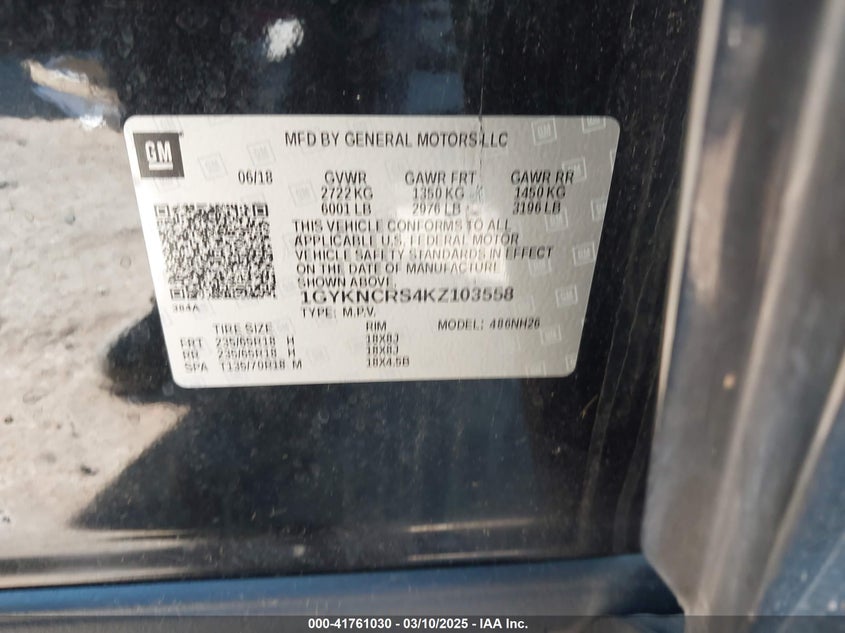 GM
MFD BY GENERAL MOTORS LLC
06/18 GVWR GAWR FRT GAWR RR
2722 KG 1350 KG 1450 KG
6001 LB 2976 LB 3196 LB
THIS VEHICLE CONFORMS TO ALL
APPLICABLE U.S. FEDERAL MOTOR
VEHICLE SAFETY STANDARDS IN EFFECT
ON THE DATE OF MANUFACTURE
SHOWN ABOVE.
384A 1GYKNCRS4KZ103558
TYPE: M.P.V. MODEL: 486NH26
TIRE SIZE RIM
FRT 235/65R18 H 18X8J
RR 235/65R18 H 18X8J
SPA T135/70R18 M 18X4.5B
000-41761030 - 03/10/2025 - IAA Inc.